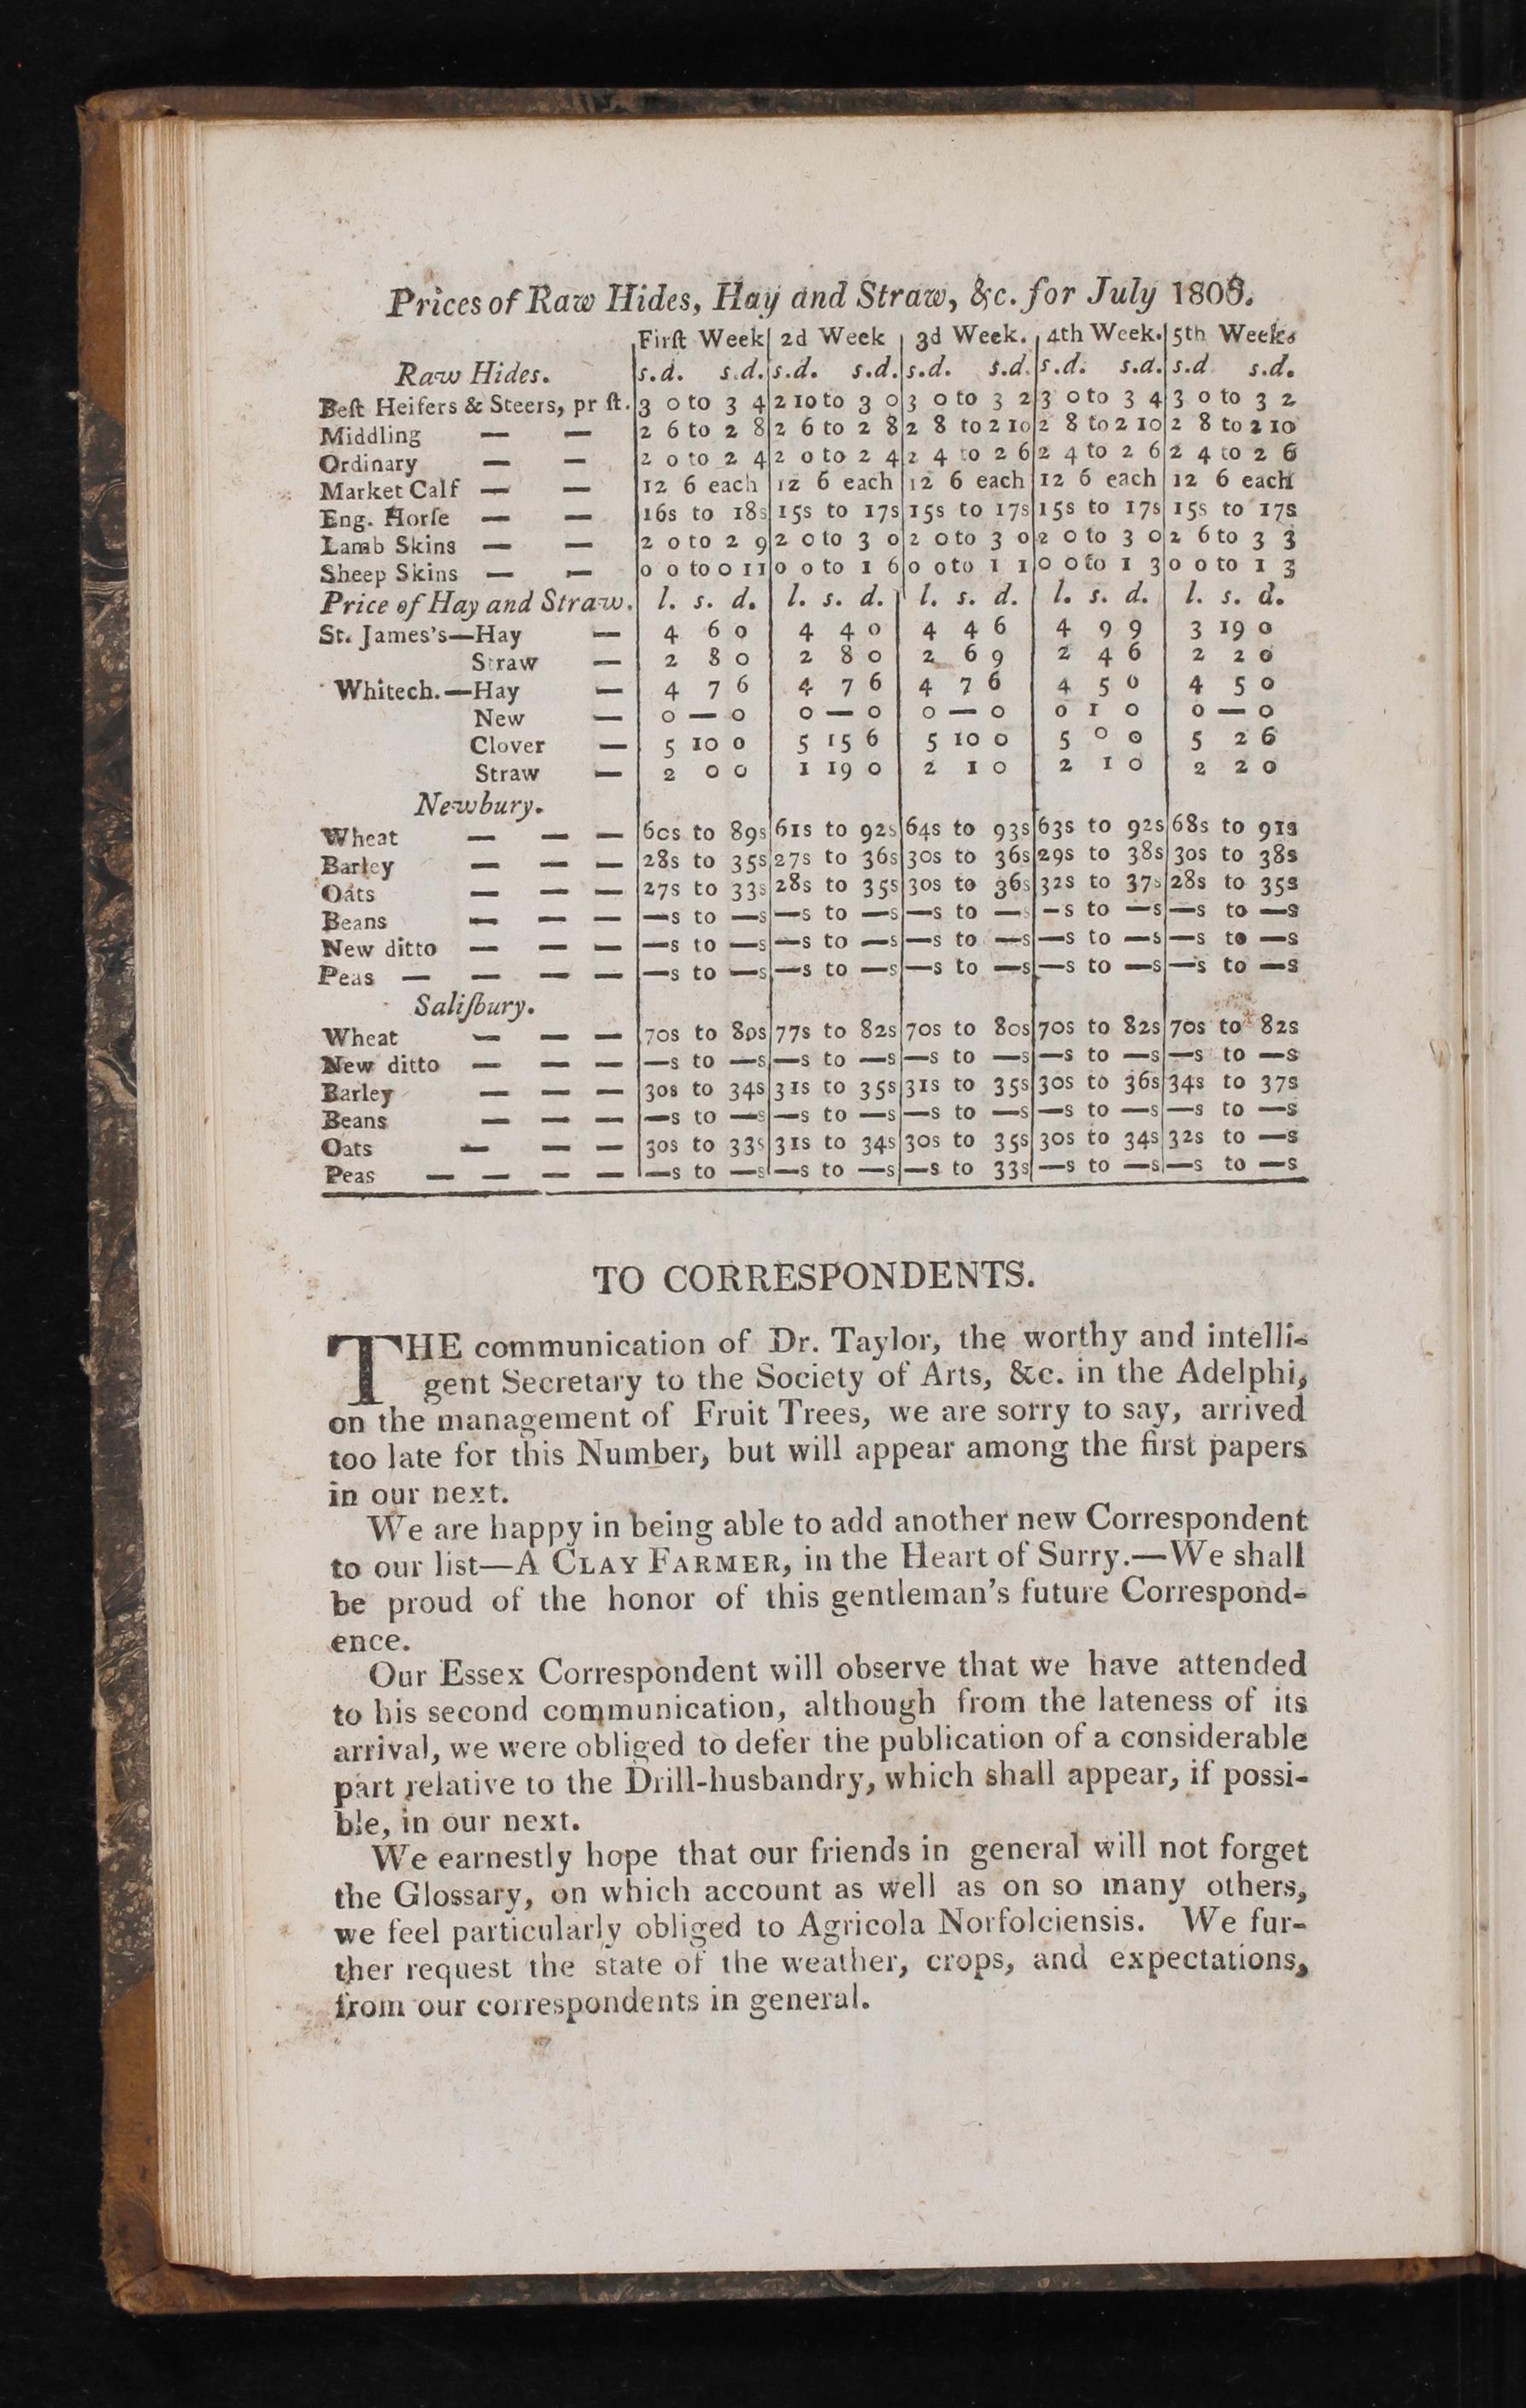 Prices of Raw Hides, Hay and Straw, &c. for July 1806.
Firſt Week 2d Week 3d Week. 4th Week. 5th Week.
Raw Hides. s.d. s.d. s.d. s.d. s.d. s.d. s.d. s.d. s.d s.d.
Beſt Heifers & Steers, pr ſt. 3 0 to 3 4 2 10 to 3 0 3 0 to 3 2 3 0 to 3 4 3 0 to 3 2
Middling — — 2 6 to 2 8 2 6 to 2 8 2 8 to 2 10 2 8 to 2 10 2 8 to 2 10
Ordinary — — 2 0 to 2 4 2 0 to 2 4 2 4 to 2 6 2 4 to 2 6 2 4 to 2 6
Market Calf — — 12 6 each 12 6 each 12 6 each 12 6 each 12 6 each
Eng. Horſe — — 16s to 18s 15s to 17s 15s to 17s 15s to 17s 15s to 17s
Lamb Skins — — 2 0 to 2 9 2 0 to 3 0 2 0 to 3 0 2 0 to 3 0 2 6 to 3 3
Sheep Skins — — 0 0 to 0 11 0 0 to 1 6 0 0 to 1 1 0 0 to 1 3 0 0 to 1 3
Price of Hay and Straw. l. s. d. l. s. d. l. s. d. l. s. d. l. s. d.
St. James's—Hay — 4 6 0 4 4 0 4 4 6 4 9 9 3 19 0
Straw — 2 8 0 2 8 0 2 6 9 2 4 6 2 2 0
Whitech.—Hay — 4 7 6 4 7 6 4 7 6 4 5 0 4 5 0
New — 0 — 0 0 — 0 0 — 0 0 1 0 0 — 0
Clover — 5 10 0 5 15 6 5 10 0 5 0 0 5 2 6
Straw — 2 0 0 1 19 0 2 1 0 2 1 0 2 2 0
Newbury.
Wheat — — — 60s to 89s 61s to 92s 64s to 93s 63s to 92s 68s to 91s
Barley — — — 28s to 35s 27s to 36s 30s to 36s 29s to 38s 30s to 38s
Oats — — — 27s to 33s 28s to 35s 30s to 36s 32s to 37s 28s to 35s
Beans — — — —s to —s —s to —s —s to —s —s to —s —s to —s
New ditto — — — —s to —s —s to —s —s to —s —s to —s —s to —s
Peas — — — — —s to —s —s to —s —s to —s —s to —s —s to —s
Saliſbury.
Wheat — — — 70s to 80s 77s to 82s 70s to 80s 70s to 82s 70s to 82s
New ditto — — — —s to —s —s to —s —s to —s —s to —s —s to —s
Barley — — — 30s to 34s 31s to 35s 31s to 35s 30s to 36s 34s to 37s
Beans — — — —s to —s —s to —s —s to —s —s to —s —s to —s
Oats — — — 30s to 33s 31s to 34s 30s to 35s 30s to 34s 32s to —s
Peas — — — — —s to —s —s to —s —s to 33s —s to —s —s to —s
TO CORRESPONDENTS.
THE communication of Dr. Taylor, the worthy and intelli-
gent Secretary to the Society of Arts, &c. in the Adelphi,
on the management of Fruit Trees, we are sorry to say, arrived
too late for this Number, but will appear among the first papers
in our next.
We are happy in being able to add another new Correspondent
to our list—A CLAY FARMER, in the Heart of Surry.—We shall
be proud of the honor of this gentleman's future Correspond-
ence.
Our Essex Correspondent will observe that we have attended
to his second communication, although from the lateness of its
arrival, we were obliged to defer the publication of a considerable
part relative to the Drill-husbandry, which shall appear, if possi-
ble, in our next.
We earnestly hope that our friends in general will not forget
the Glossary, on which account as well as on so many others,
we feel particularly obliged to Agricola Norfolciensis. We fur-
ther request the state of the weather, crops, and expectations,
from our correspondents in general.